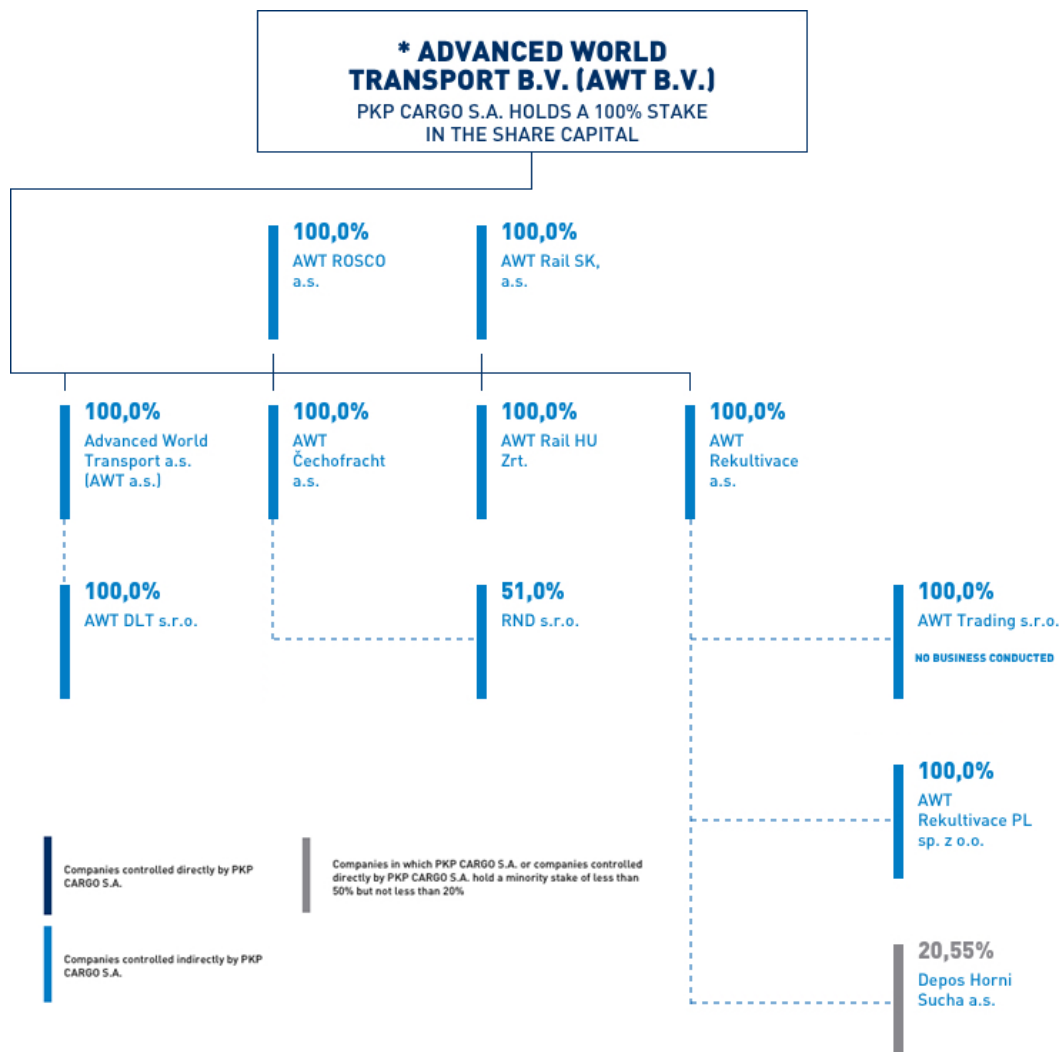 * ADVANCED WORLD
TRANSPORT B.V. (AWT B.V.)
PKP CARGO S.A. HOLDS A 100% STAKE
IN THE SHARE CAPITAL
100,0%
AWT ROSCO
a.s.
100,0%
AWT Rail SK,
a.s.
100,0%
Advanced World
Transport a.s.
(AWT a.s.)
100,0%
AWT
Čechofracht
a.s.
100,0%
AWT Rail HU
Zrt.
100,0%
AWT
Rekultivace
a.s.
100,0%
AWT DLT s.r.o.
51,0%
RND s.r.o.
100,0%
AWT Trading s.r.o.
NO BUSINESS CONDUCTED
100,0%
AWT
Rekultivace PL
sp. z o.o.
Companies controlled directly by PKP
CARGO S.A.
Companies in which PKP CARGO S.A. or companies controlled
directly by PKP CARGO S.A. hold a minority stake of less than
50% but not less than 20%
Companies controlled indirectly by PKP
CARGO S.A.
20,55%
Depos Horni
Sucha a.s.